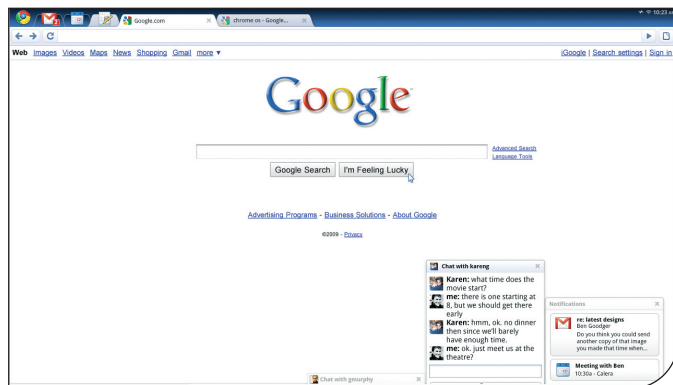 Google.com
chrome os - Google...
10:23
Web Images Videos Maps News Shopping Gmail more ▼
iGoogle | Search settings | Sign in
Google
Advanced Search
Language Tools
Google Search
I'm Feeling Lucky
Advertising Programs - Business Solutions - About Google
©2009 - Privacy
Chat with kareng
Karen: what time does the
movie start?
me: there is one starting at
8, but we should get there
early
Karen: hmm, ok. no dinner
then since we'll barely
have enough time.
me: ok. just meet us at the
theatre?
Notifications
re: latest designs
Ben Goodger
Do you think you could send
another copy of that image
you made that time when...
Meeting with Ben
10:30a - Calera
Chat with gmurphy